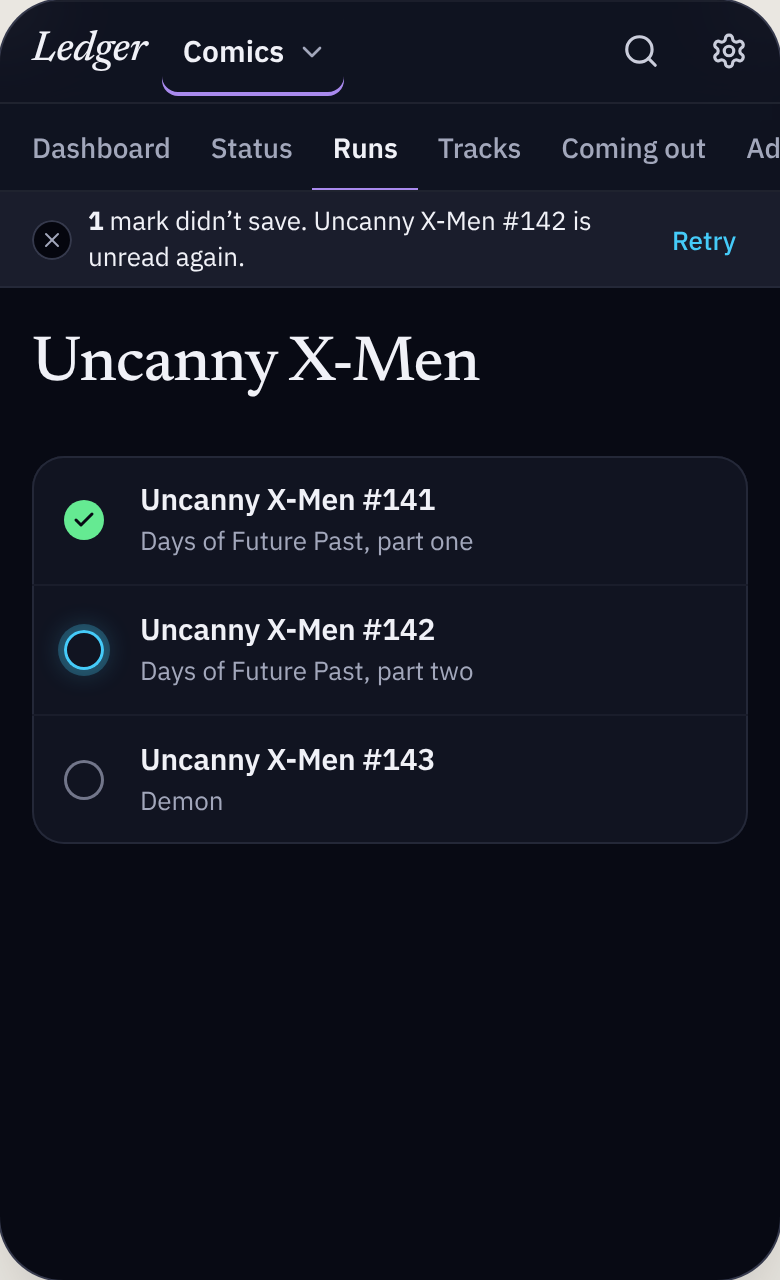 Ledger
Comics
Dashboard Status Runs Tracks Coming out Ad
1 mark didn’t save. Uncanny X-Men #142 is
unread again.
Retry
Uncanny X-Men
Uncanny X-Men #141
Days of Future Past, part one
Uncanny X-Men #142
Days of Future Past, part two
Uncanny X-Men #143
Demon